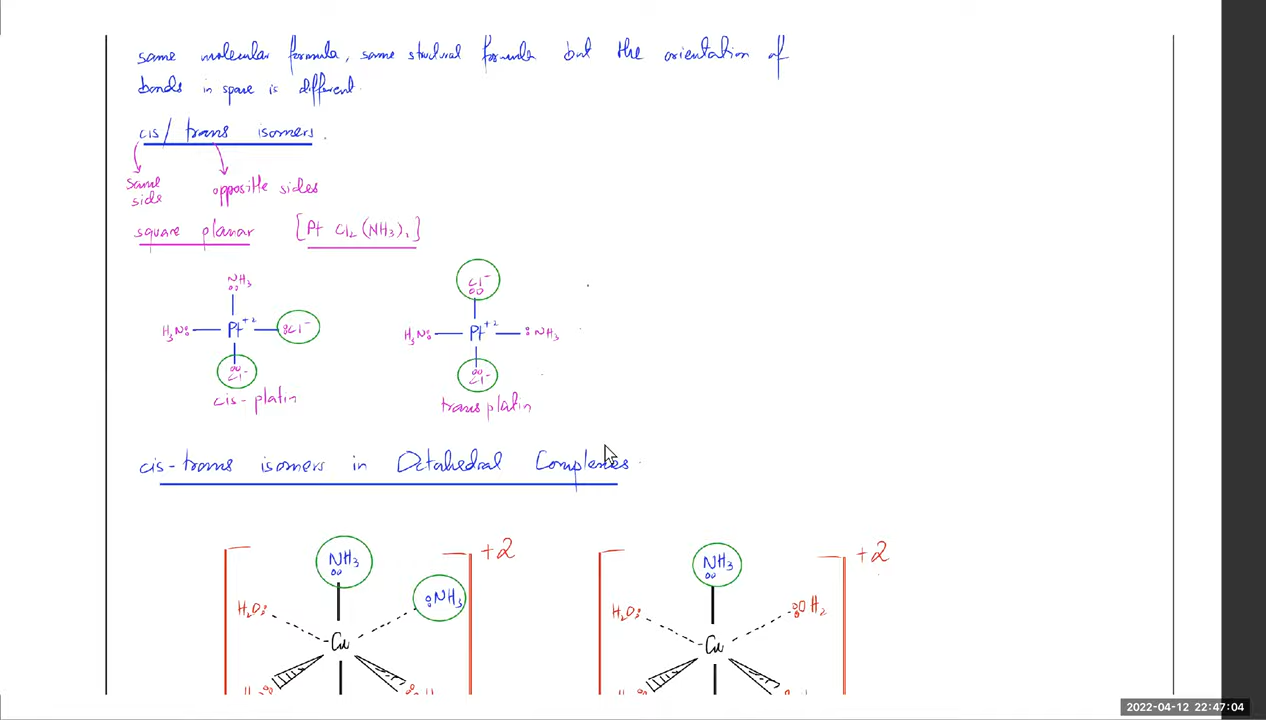 same molecular formula, same structural formula but the orientation of
bonds in space is different.
cis/trans isomers.
same side
opposite sides
square planar [Pt Cl₂ (NH₃)₂]
NH₃
H₃N Pt⁺² Cl⁻
Cl⁻
cis-platin
Cl⁻
H₃N Pt⁺² NH₃
Cl⁻
transplatin
cis-trans isomers in Octahedral Complexes
NH₃ +2
H₂O NH₃
Cu
NH₃ +2
H₂O OH₂
Cu
2022-04-12 22:47:04